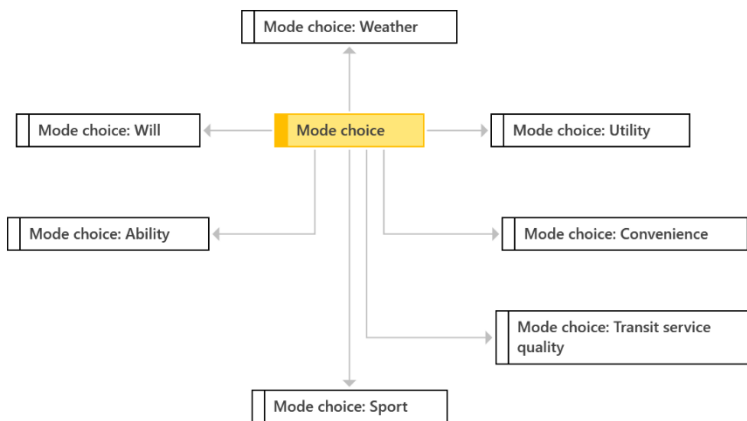 Mode choice: Weather
Mode choice: Will
Mode choice
Mode choice: Utility
Mode choice: Ability
Mode choice: Convenience
Mode choice: Transit service
quality
Mode choice: Sport